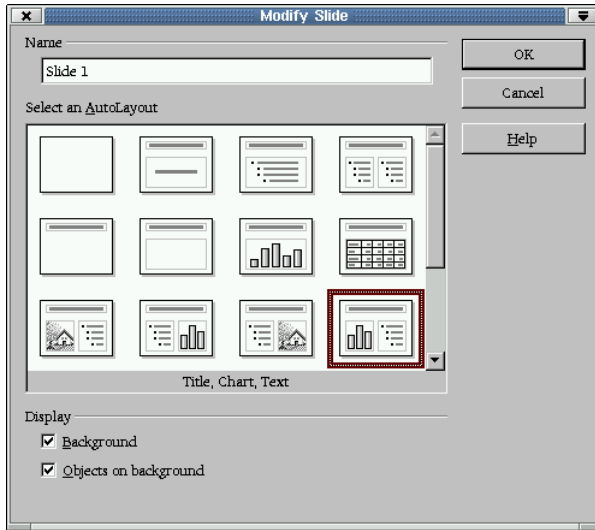 Modify Slide
Name
Slide 1
OK
Cancel
Help
Select an AutoLayout
Title, Chart, Text
Display
Background
Objects on background